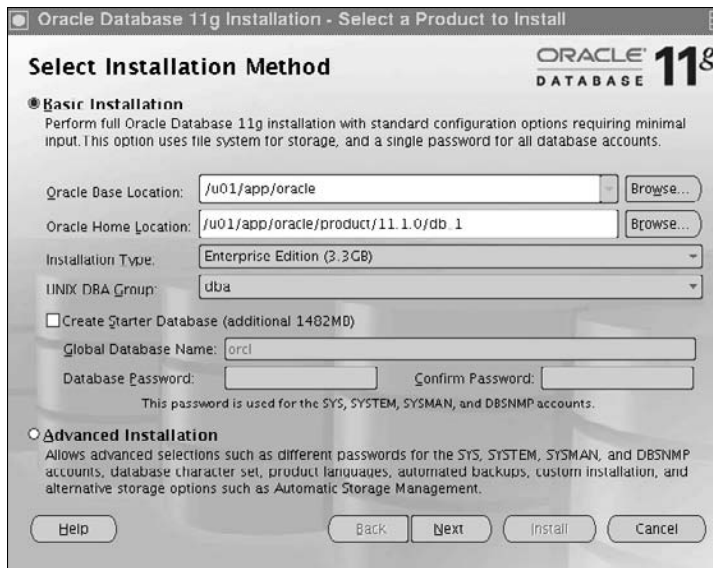 Oracle Database 11g Installation - Select a Product to Install
Select Installation Method
ORACLE
DATABASE 11g
Basic Installation
Perform full Oracle Database 11g installation with standard configuration options requiring minimal
input.This option uses file system for storage, and a single password for all database accounts.
Oracle Base Location: /u01/app/oracle Browse...
Oracle Home Location: /u01/app/oracle/product/11.1.0/db_1 Browse...
Installation Type: Enterprise Edition (3.3GB)
UNIX DBA Group: dba
Create Starter Database (additional 1482MB)
Global Database Name: orcl
Database Password: Confirm Password:
This password is used for the SYS, SYSTEM, SYSMAN, and DBSNMP accounts.
Advanced Installation
Allows advanced selections such as different passwords for the SYS, SYSTEM, SYSMAN, and DBSNMP
accounts, database character set, product languages, automated backups, custom installation, and
alternative storage options such as Automatic Storage Management.
Help Back Next Install Cancel